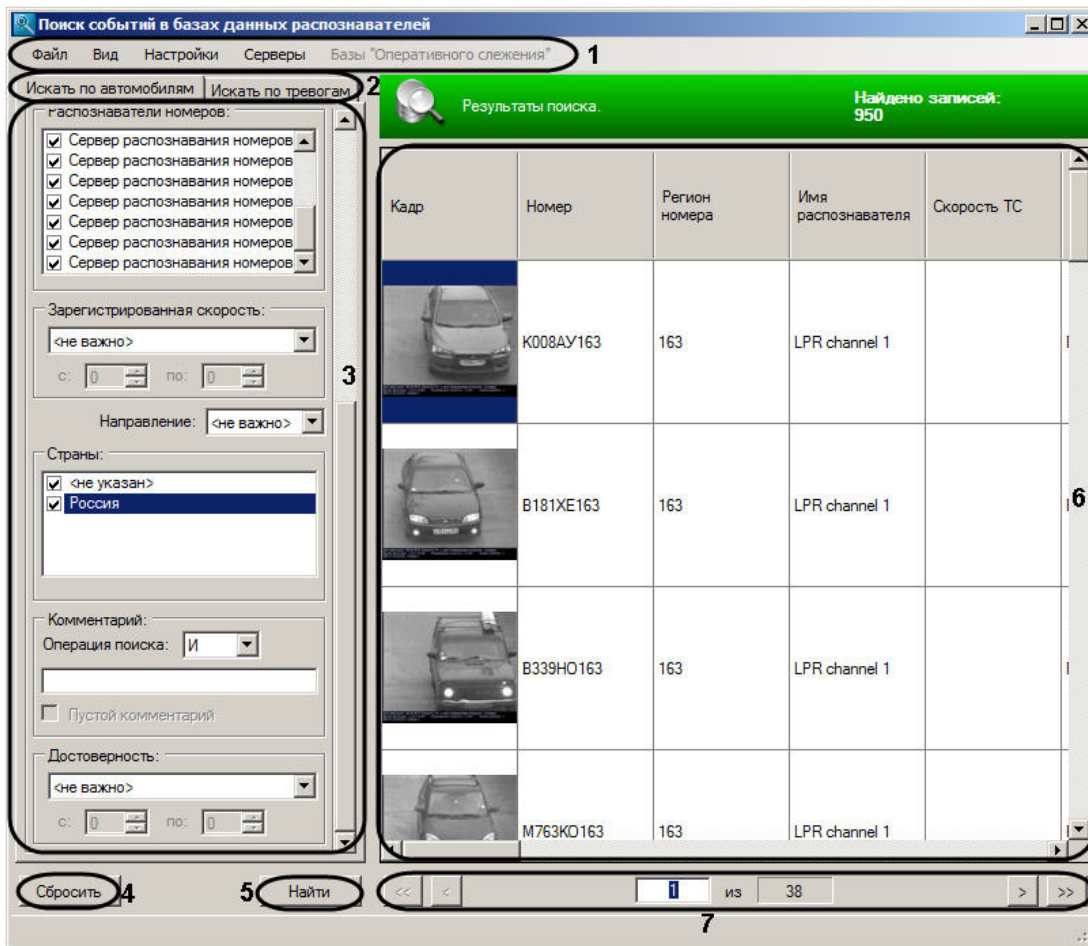 Поиск событий в базах данных распознавателей
Файл Вид Настройки Серверы Базы "Оперативного слежения" 1
Искать по автомобилям Искать по тревогам 2
Распознаватели номеров:
Сервер распознавания номеров
Сервер распознавания номеров
Сервер распознавания номеров
Сервер распознавания номеров
Сервер распознавания номеров
Сервер распознавания номеров
Сервер распознавания номеров
Зарегистрированная скорость:
<не важно>
с: 0 по: 0
3
Направление: <не важно>
Страны:
<не указан>
Россия
Комментарий:
Операция поиска: И
Пустой комментарий
Достоверность:
<не важно>
с: 0 по: 0
Сбросить 4 5 Найти
Результаты поиска.
Найдено записей:
950
Кадр Номер Регион номера Имя распознавателя Скорость ТС
К008АУ163 163 LPR channel 1
В181ХЕ163 163 LPR channel 1
6
В339НО163 163 LPR channel 1
М763КО163 163 LPR channel 1
<< < 1 из 38 > >>
7